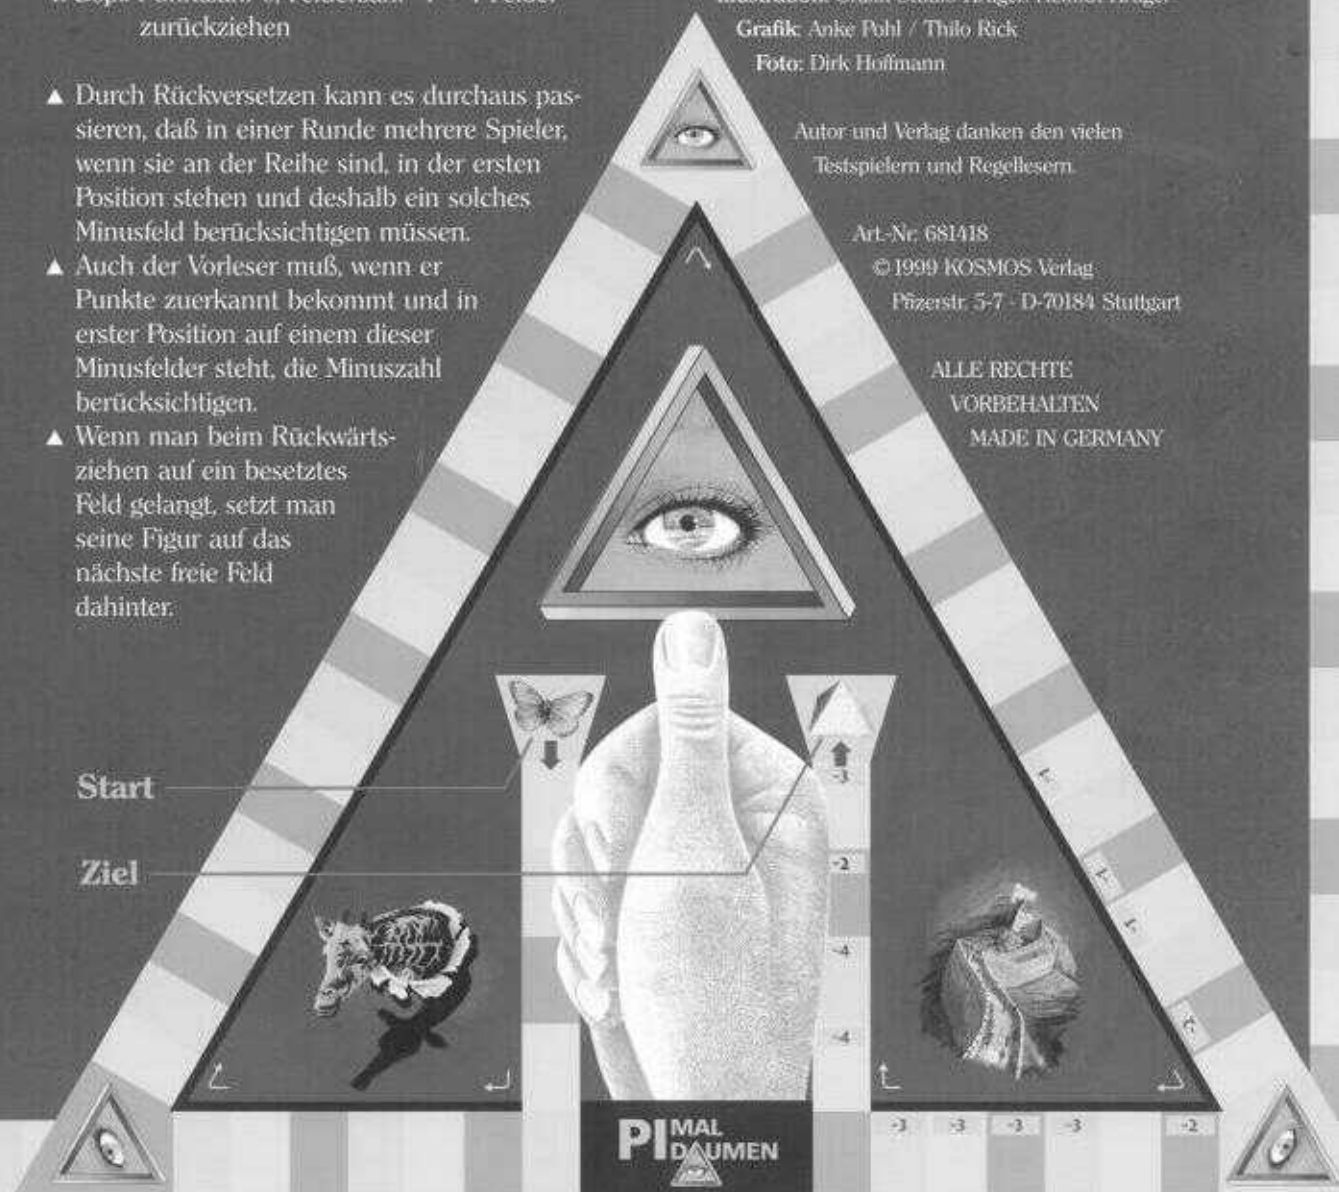 zurückziehen
▲ Durch Rückversetzen kann es durchaus pas-
sieren, daß in einer Runde mehrere Spieler,
wenn sie an der Reihe sind, in der ersten
Position stehen und deshalb ein solches
Minusfeld berücksichtigen müssen.
▲ Auch der Vorleser muß, wenn er
Punkte zuerkannt bekommt und in
erster Position auf einem dieser
Minusfelder steht, die Minuszahl
berücksichtigen.
▲ Wenn man beim Rückwärts-
ziehen auf ein besetztes
Feld gelangt, setzt man
seine Figur auf das
nächste freie Feld
dahinter.
Grafik: Anke Pohl / Thilo Rick
Foto: Dirk Hoffmann
Autor und Verlag danken den vielen
Testspielern und Regellesern.
Art.-Nr. 681418
© 1999 KOSMOS Verlag
Pfizerstr. 5-7 · D-70184 Stuttgart
ALLE RECHTE
VORBEHALTEN
MADE IN GERMANY
Start
Ziel
-3
-2
-4
-4
-3 -3 -3 -3 -2
PI MAL
DAUMEN